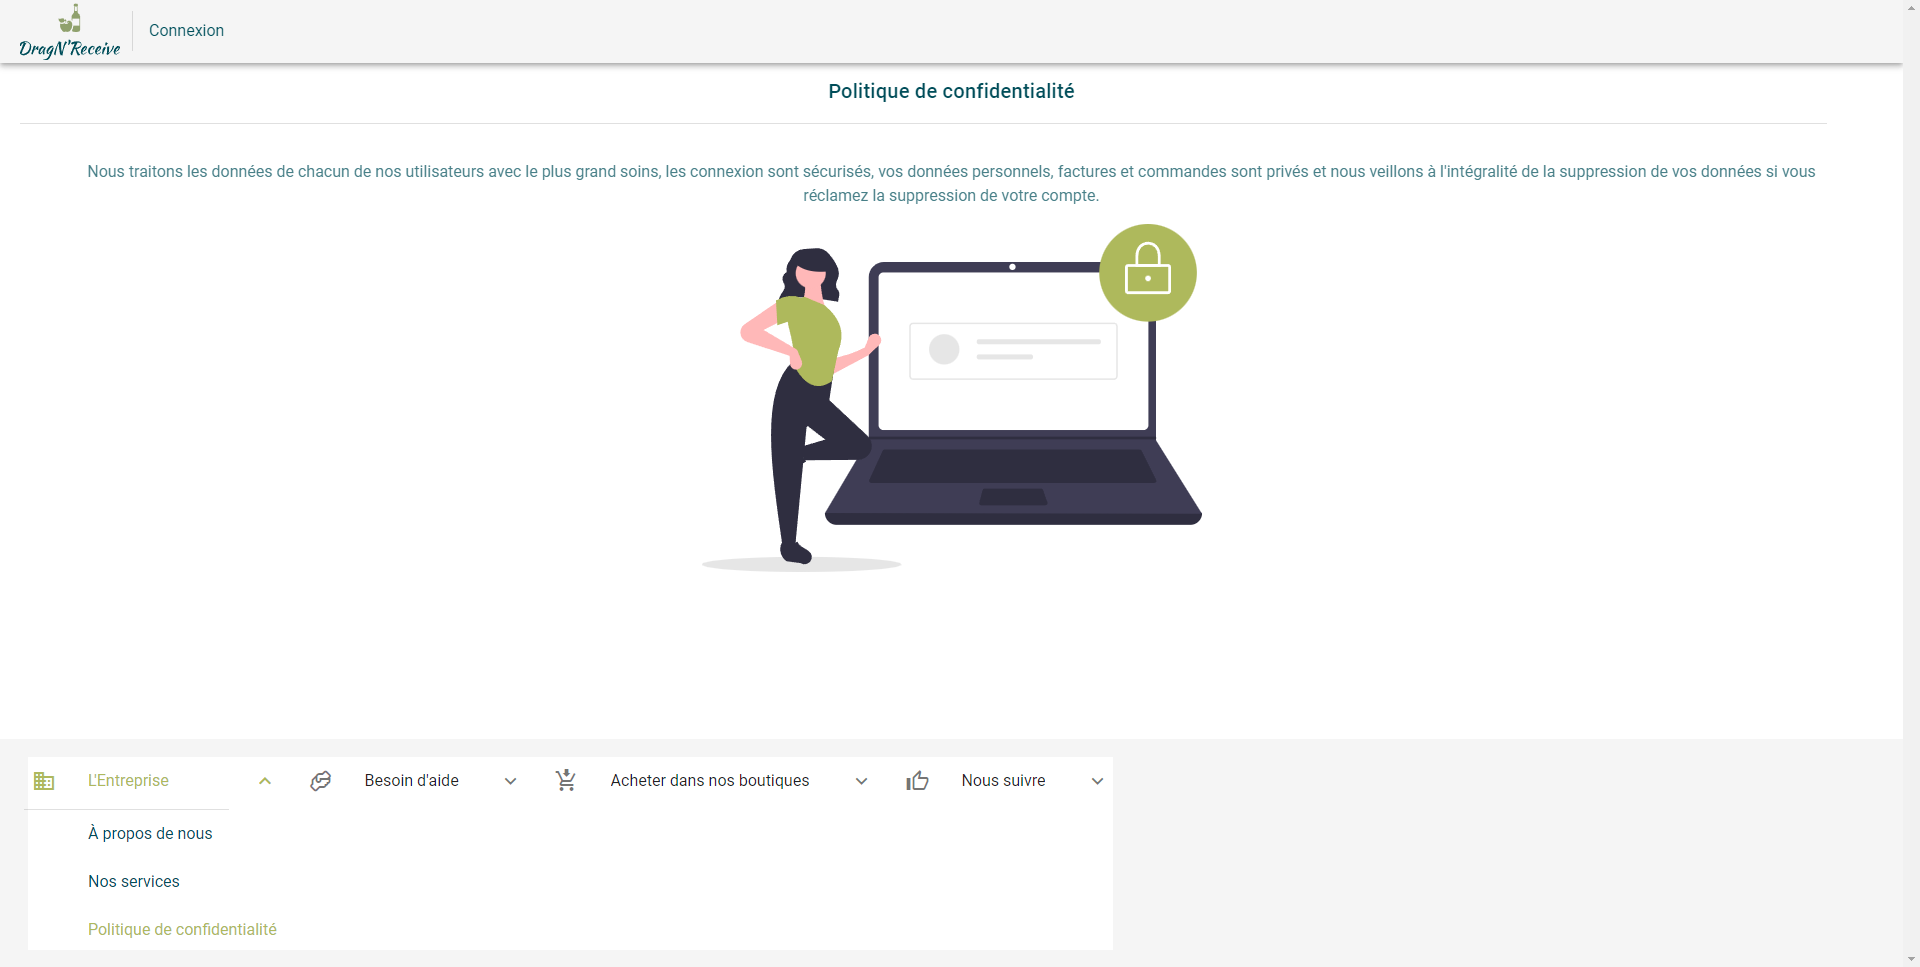 DragN'Receive
Connexion
Politique de confidentialité
Nous traitons les données de chacun de nos utilisateurs avec le plus grand soins, les connexion sont sécurisés, vos données personnels, factures et commandes sont privés et nous veillons à l'intégralité de la suppression de vos données si vous
réclamez la suppression de votre compte.
L'Entreprise
Besoin d'aide
Acheter dans nos boutiques
Nous suivre
À propos de nous
Nos services
Politique de confidentialité